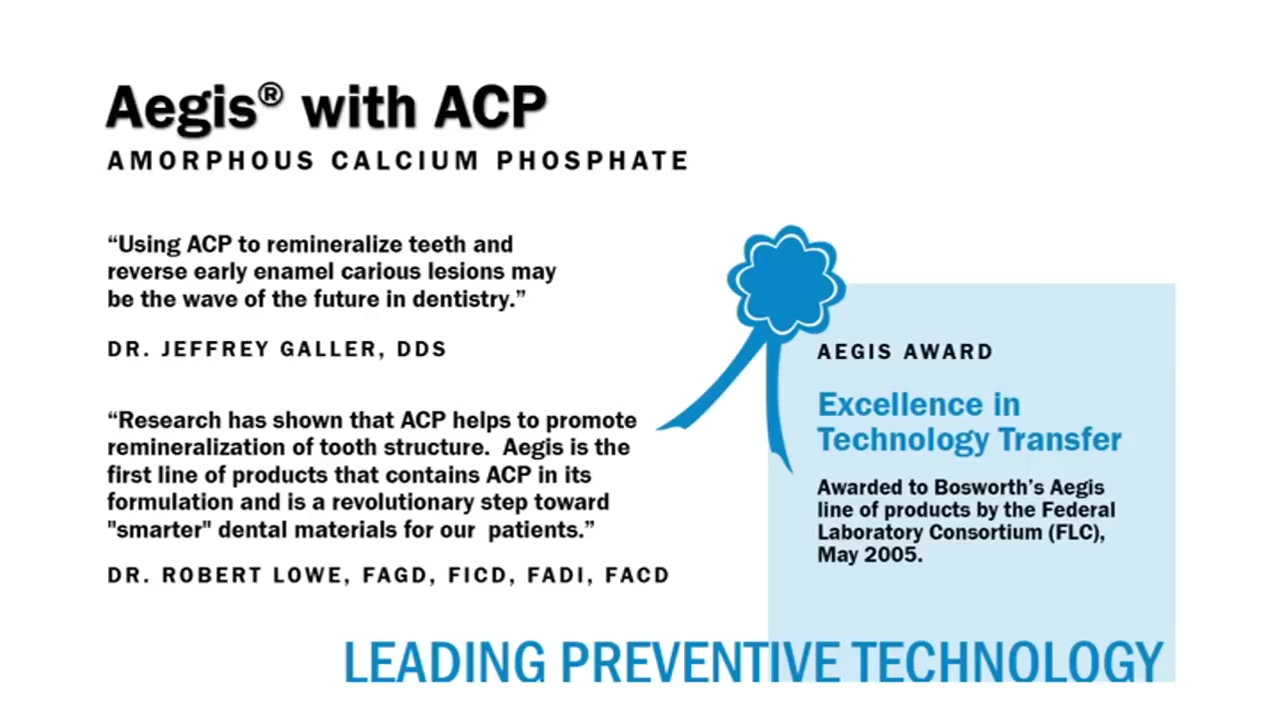 Aegis® with ACP
AMORPHOUS CALCIUM PHOSPHATE
“Using ACP to remineralize teeth and
reverse early enamel carious lesions may
be the wave of the future in dentistry.”
DR. JEFFREY GALLER, DDS
“Research has shown that ACP helps to promote
remineralization of tooth structure.  Aegis is the
first line of products that contains ACP in its
formulation and is a revolutionary step toward
"smarter" dental materials for our  patients.”
DR. ROBERT LOWE, FAGD, FICD, FADI, FACD
AEGIS AWARD
Excellence in
Technology Transfer
Awarded to Bosworth’s Aegis
line of products by the Federal
Laboratory Consortium (FLC),
May 2005.
LEADING PREVENTIVE TECHNOLOGY